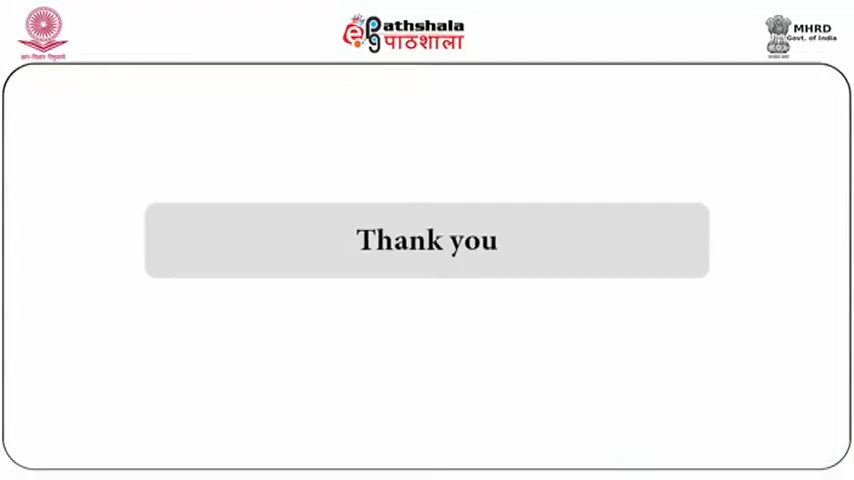 ePathshala
पाठशाला
MHRD
Govt. of India
Thank you